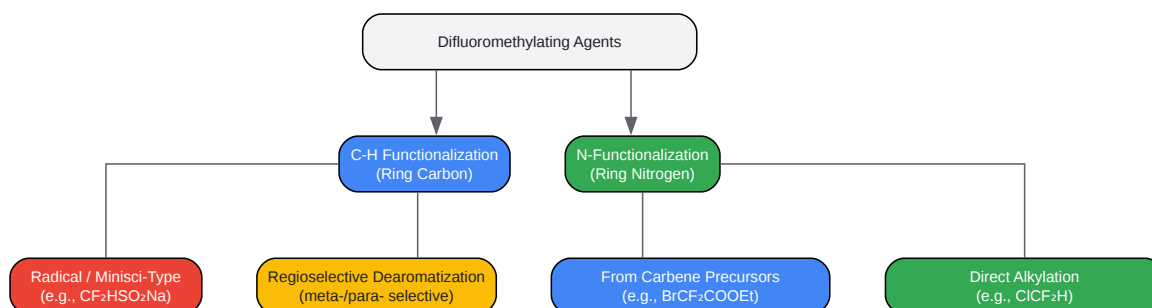 Difluoromethylating Agents
C-H Functionalization
(Ring Carbon)
N-Functionalization
(Ring Nitrogen)
Radical / Minisci-Type
(e.g., CF₂HSO₂Na)
Regioselective Dearomatization
(meta-/para- selective)
From Carbene Precursors
(e.g., BrCF₂COOEt)
Direct Alkylation
(e.g., ClCF₂H)